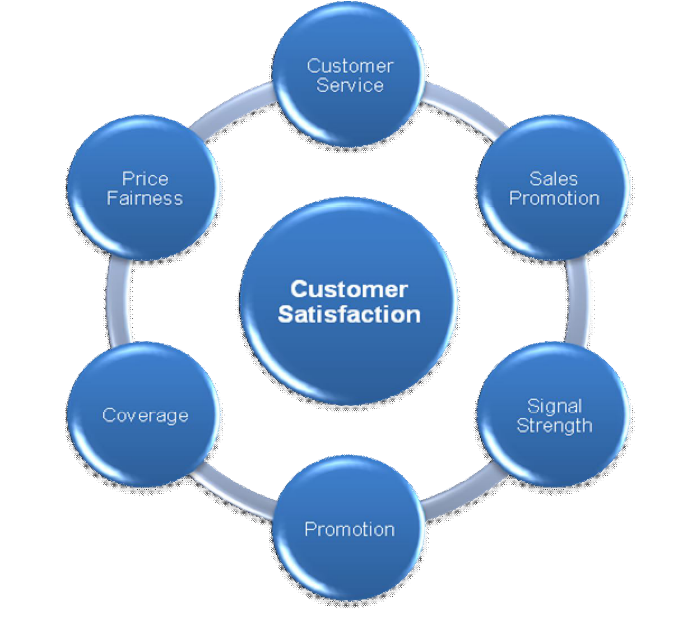 Customer
Service
Price
Fairness
Sales
Promotion
Customer
Satisfaction
Coverage
Signal
Strength
Promotion